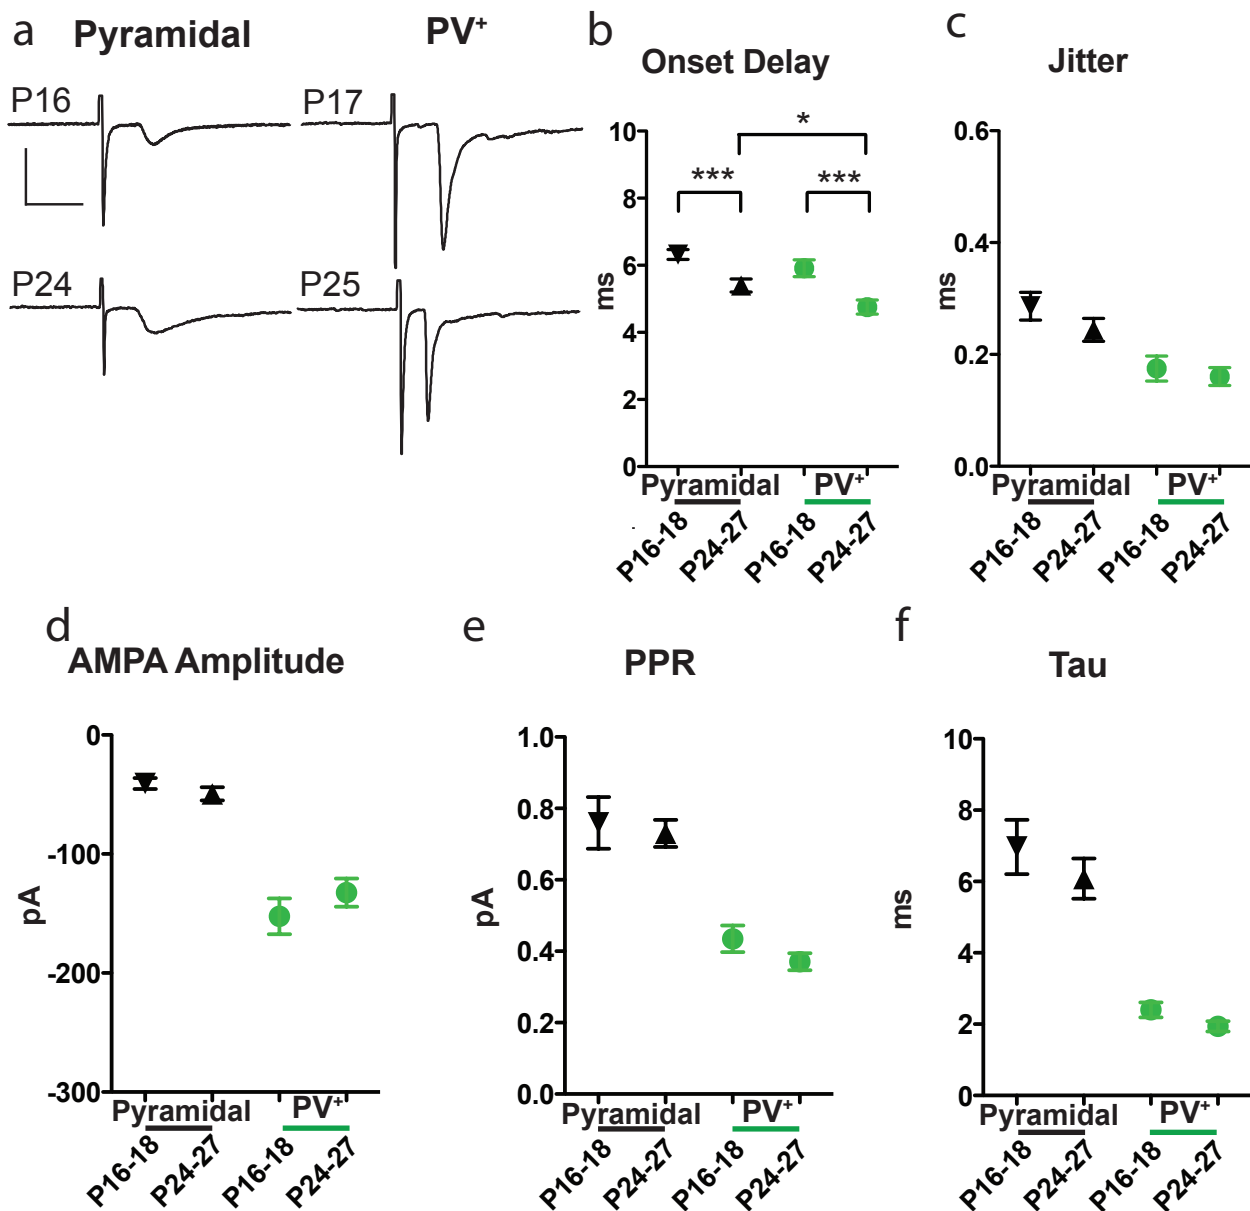 a
Pyramidal
PV+
P16
P17
P24
P25
b
Onset Delay
10
8
6
4
2
0
ms
*
***
***
Pyramidal
PV+
P16-18
P24-27
P16-18
P24-27
c
Jitter
0.6
0.4
0.2
0.0
Pyramidal
PV+
P16-18
P24-27
P16-18
P24-27
d
AMPA Amplitude
0
-100
-200
-300
pA
Pyramidal
PV+
P16-18
P24-27
P16-18
P24-27
e
PPR
1.0
0.8
0.6
0.4
0.2
0.0
pA
Pyramidal
PV+
P16-18
P24-27
P16-18
P24-27
f
Tau
10
8
6
4
2
0
ms
Pyramidal
PV+
P16-18
P24-27
P16-18
P24-27